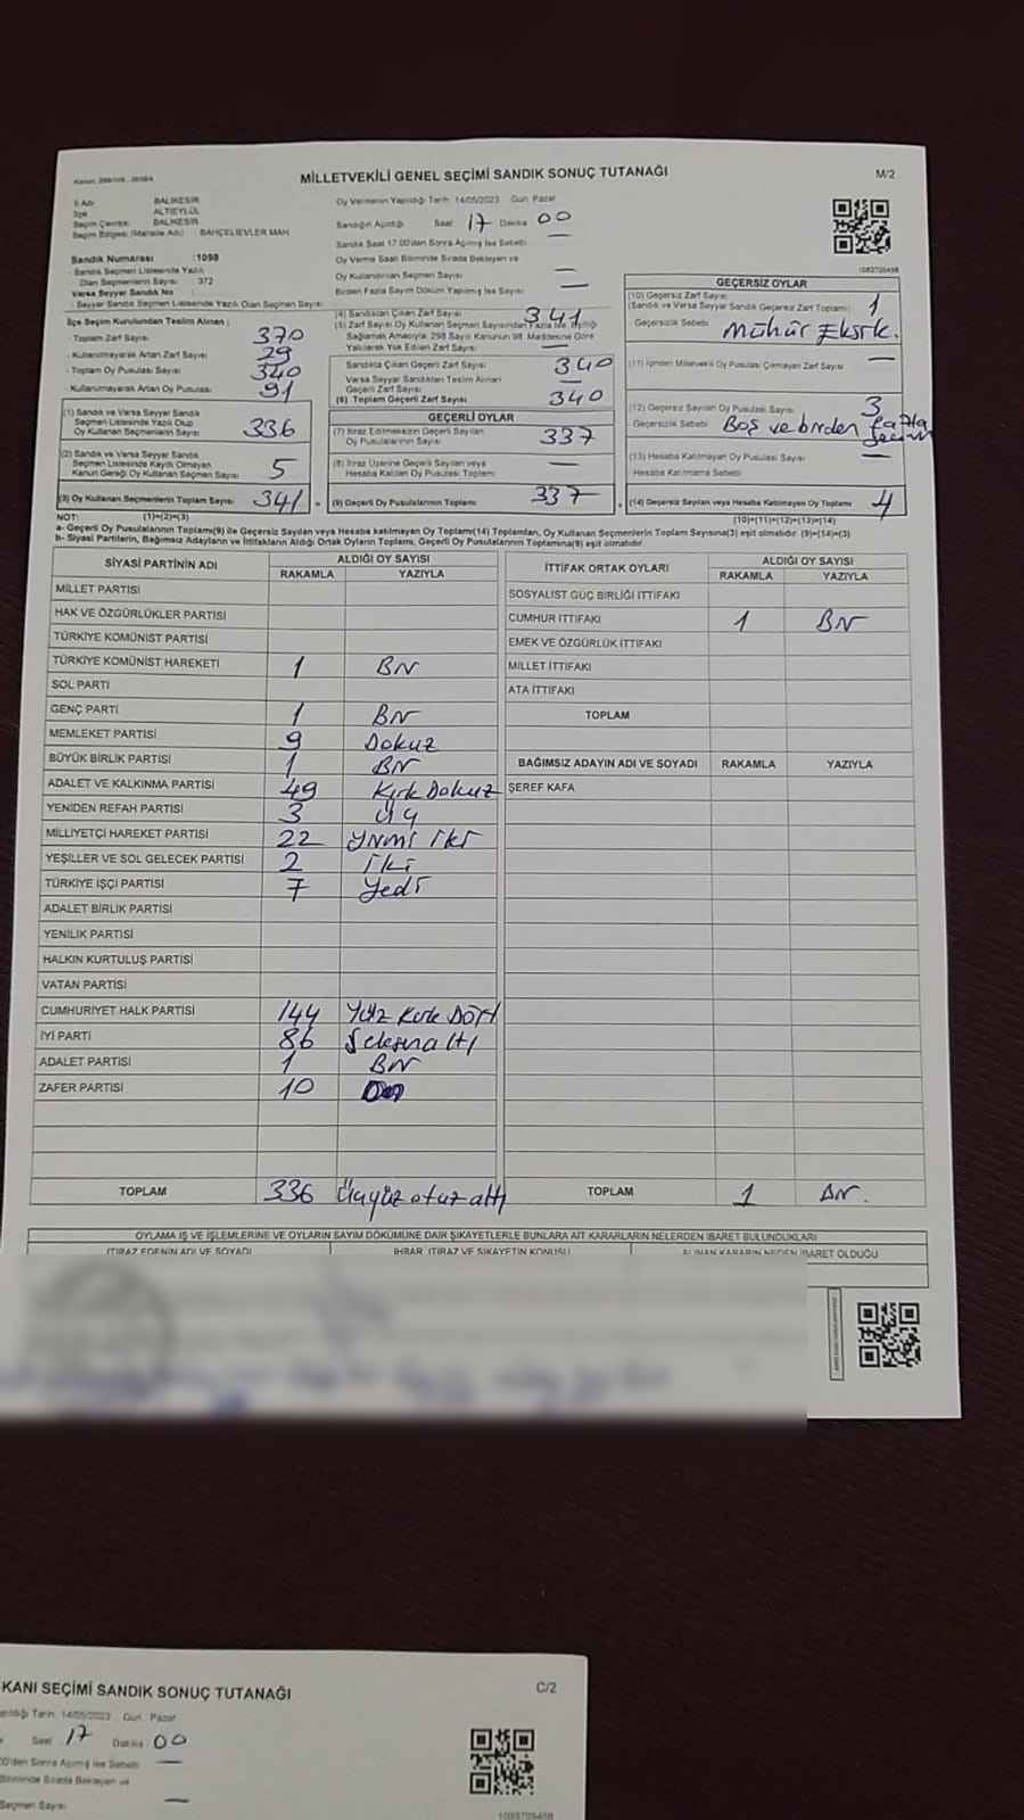 MİLLETVEKİLİ GENEL SEÇİMİ SANDIK SONUÇ TUTANAĞI
M/2
İl Adı BALIKESİR
İlçe ALTIEYLÜL
Seçim Çevresi BALIKESİR
Seçim Bölgesi (Mahalle Adı) BAHÇELİEVLER MAH
Sandık Numarası :1098
Sandık Seçmen Listesinde Yazılı
Olan Seçmenlerin Sayısı 372
Varsa Seyyar Sandık No
Seyyar Sandık Seçmen Listesinde Yazılı Olan Seçmen Sayısı
Oy Vermenin Yapıldığı Tarih 14/05/2023 Gün Pazar
Sandığın Açıldığı Saat 17 Dakika 00
Sandık Saat 17.00'den Sonra Açılmış İse Sebebi —
Oy Verme Saati Bitiminde Sırada Bekleyen ve
Oy Kullandırılan Seçmen Sayısı —
Birden Fazla Sayım Döküm Yapılmış İse Sayısı —
İlçe Seçim Kurulundan Teslim Alınan :
Toplam Zarf Sayısı 370
- Kullanılmayarak Artan Zarf Sayısı 29
- Toplam Oy Pusulası Sayısı 340
- Kullanılmayarak Artan Oy Pusulası 91
(1) Sandık ve Varsa Seyyar Sandık
Seçmen Listesinde Yazılı Olup
Oy Kullanan Seçmenlerin Sayısı 336
(2) Sandık ve Varsa Seyyar Sandık
Seçmen Listesinde Kayıtlı Olmayan
Kanun Gereği Oy Kullanan Seçmen Sayısı 5
(3) Oy Kullanan Seçmenlerin Toplam Sayısı 341
(4) Sandıktan Çıkan Zarf Sayısı 341
(5) Zarf Sayısı Oy Kullanan Seçmen Sayısından Fazla İse, Eşitliği
Sağlamak Amacıyla 298 Sayılı Kanunun 98. Maddesine Göre
Yakılarak Yok Edilen Zarf Sayısı —
Sandıkta Çıkan Geçerli Zarf Sayısı 340
Varsa Seyyar Sandıktan Teslim Alınan
Geçerli Zarf Sayısı —
(6) Toplam Geçerli Zarf Sayısı 340
GEÇERLİ OYLAR
(7) İtiraz Edilmeksizin Geçerli Sayılan
Oy Pusulalarının Sayısı 337
(8) İtiraz Üzerine Geçerli Sayılan veya
Hesaba Katılan Oy Pusulası Toplamı —
(9) Geçerli Oy Pusulalarının Toplamı 337
GEÇERSİZ OYLAR
(10) Geçersiz Zarf Sayısı
(Sandık ve Varsa Seyyar Sandık Geçersiz Zarf Toplamı) 1
Geçersizlik Sebebi Mühür Eksik.
(11) İçinden Milletvekili Oy Pusulası Çıkmayan Zarf Sayısı —
(12) Geçersiz Sayılan Oy Pusulası Sayısı 3
Geçersizlik Sebebi Boş ve birden fazla seçim
(13) Hesaba Katılmayan Oy Pusulası Sayısı —
Hesaba Katılmama Sebebi
(14) Geçersiz Sayılan veya Hesaba Katılmayan Oy Toplamı 4
NOT: (1)+(2)=(3)
(10)+(11)+(12)+(13)=(14)
a- Geçerli Oy Pusulalarının Toplamı(9) ile Geçersiz Sayılan veya Hesaba katılmayan Oy Toplamı(14) Toplamları, Oy Kullanan Seçmenlerin Toplam Sayısına(3) eşit olmalıdır. (9)+(14)=(3)
b- Siyasi Partilerin, Bağımsız Adayların ve İttifakların Aldığı Ortak Oyların Toplamı, Geçerli Oy Pusulalarının Toplamına(9) eşit olmalıdır
SİYASİ PARTİNİN ADI ALDIĞI OY SAYISI
RAKAMLA YAZIYLA
MİLLET PARTİSİ
HAK VE ÖZGÜRLÜKLER PARTİSİ
TÜRKİYE KOMÜNİST PARTİSİ
TÜRKİYE KOMÜNİST HAREKETİ 1 Bir
SOL PARTİ
GENÇ PARTİ 1 Bir
MEMLEKET PARTİSİ 9 Dokuz
BÜYÜK BİRLİK PARTİSİ 1 Bir
ADALET VE KALKINMA PARTİSİ 49 Kırk Dokuz
YENİDEN REFAH PARTİSİ 3 Üç
MİLLİYETÇİ HAREKET PARTİSİ 22 Yirmi iki
YEŞİLLER VE SOL GELECEK PARTİSİ 2 İki
TÜRKİYE İŞÇİ PARTİSİ 7 Yedi
ADALET BİRLİK PARTİSİ
YENİLİK PARTİSİ
HALKIN KURTULUŞ PARTİSİ
VATAN PARTİSİ
CUMHURİYET HALK PARTİSİ 144 Yüz Kırk Dört
İYİ PARTİ 86 Seksen altı
ADALET PARTİSİ 1 Bir
ZAFER PARTİSİ 10
TOPLAM 336 Üçyüz otuz altı
İTTİFAK ORTAK OYLARI ALDIĞI OY SAYISI
RAKAMLA YAZIYLA
SOSYALİST GÜÇ BİRLİĞİ İTTİFAKI
CUMHUR İTTİFAKI 1 Bir
EMEK VE ÖZGÜRLÜK İTTİFAKI
MİLLET İTTİFAKI
ATA İTTİFAKI
TOPLAM
BAĞIMSIZ ADAYIN ADI VE SOYADI RAKAMLA YAZIYLA
ŞEREF KAFA
TOPLAM 1 Bir.
OYLAMA İŞ VE İŞLEMLERİNE VE OYLARIN SAYIM DÖKÜMÜNE DAİR ŞİKAYETLERLE BUNLARA AİT KARARLARIN NELERDEN İBARET BULUNDUKLARI
İTİRAZ EDENİN ADI VE SOYADI İHBAR, İTİRAZ VE ŞİKAYETİN KONUSU ALINAN KARARIN NEDEN İBARET OLDUĞU
KANI SEÇİMİ SANDIK SONUÇ TUTANAĞI
C/2
Tarih 14/05/2023 Gün Pazar
Saat 17 Dakika 00
00'den Sonra Açılmış İse Sebebi —
Bitiminde Sırada Bekleyen ve
Seçmen Sayısı —